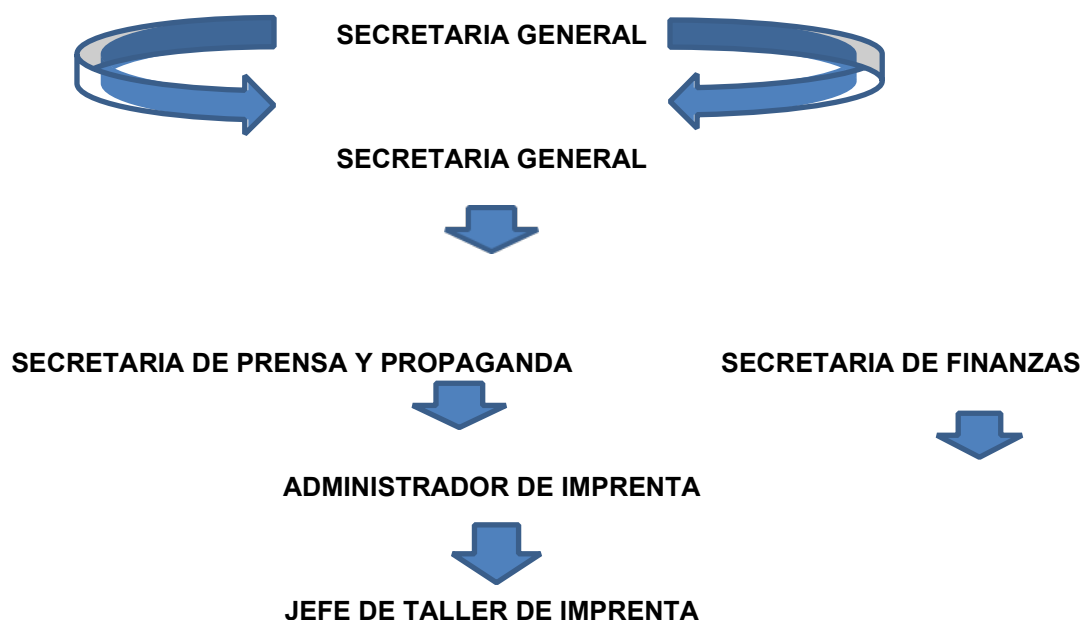 SECRETARIA GENERAL
SECRETARIA GENERAL
SECRETARIA DE PRENSA Y PROPAGANDA SECRETARIA DE FINANZAS
ADMINISTRADOR DE IMPRENTA
JEFE DE TALLER DE IMPRENTA